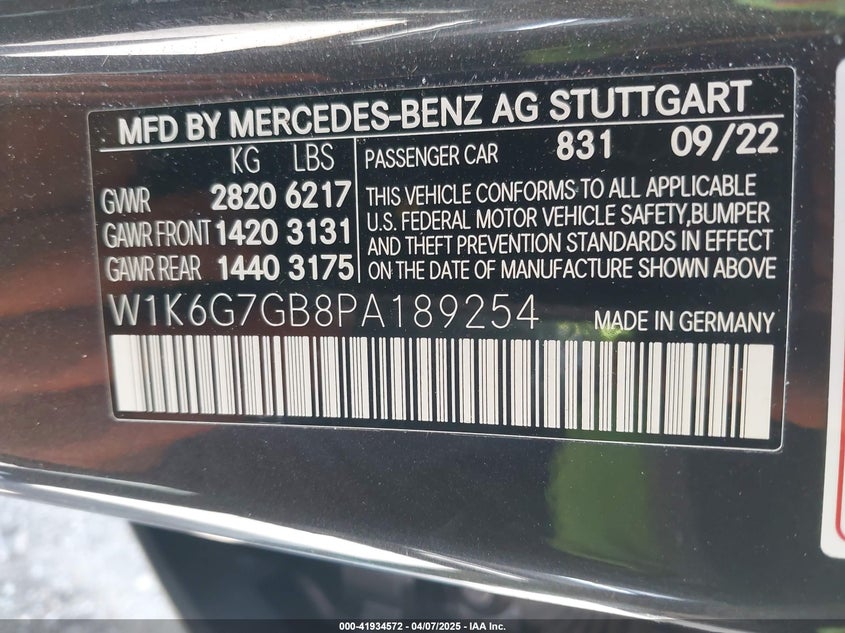 MFD BY MERCEDES-BENZ AG STUTTGART
KG LBS
GVWR 2820 6217
GAWR FRONT 1420 3131
GAWR REAR 1440 3175
PASSENGER CAR 831 09/22
THIS VEHICLE CONFORMS TO ALL APPLICABLE
U.S. FEDERAL MOTOR VEHICLE SAFETY,BUMPER
AND THEFT PREVENTION STANDARDS IN EFFECT
ON THE DATE OF MANUFACTURE SHOWN ABOVE
W1K6G7GB8PA189254 MADE IN GERMANY
000-41934572 - 04/07/2025 - IAA Inc.